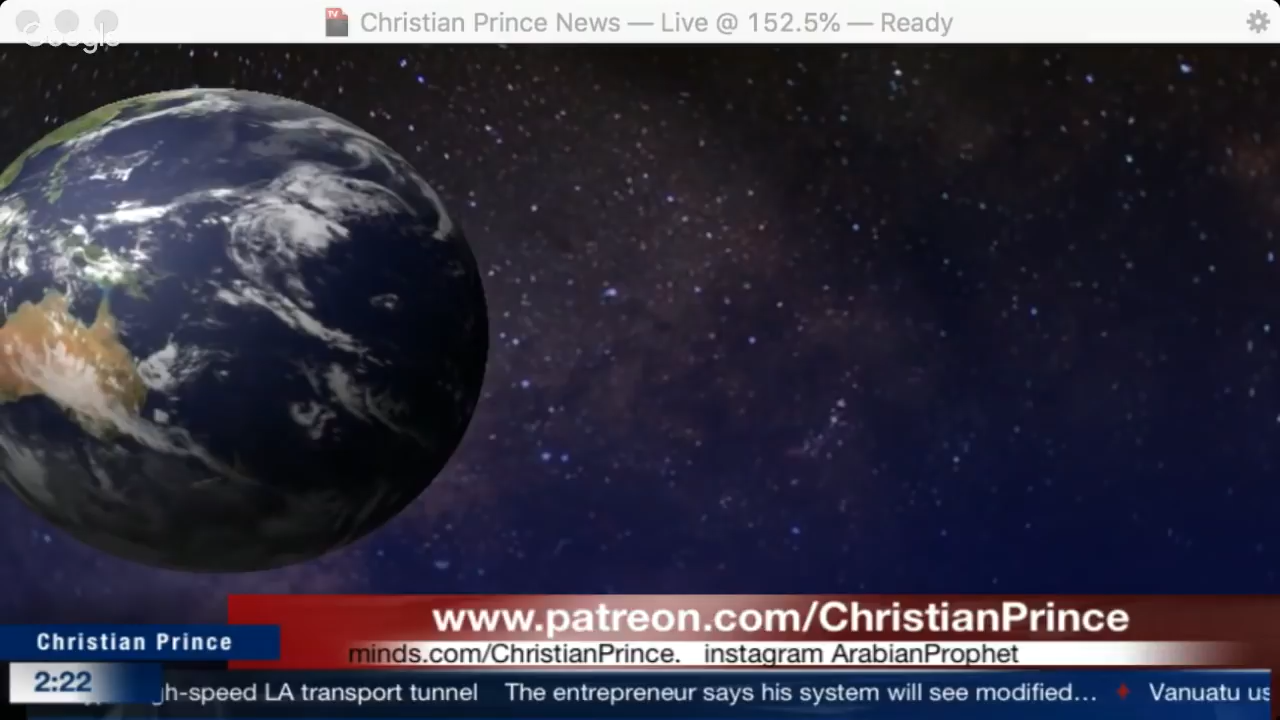 Christian Prince News — Live @ 152.5% — Ready
Google
www.patreon.com/ChristianPrince
Christian Prince
minds.com/ChristianPrince. instagram ArabianProphet
2:22
gh-speed LA transport tunnel The entrepreneur says his system will see modified... Vanuatu us